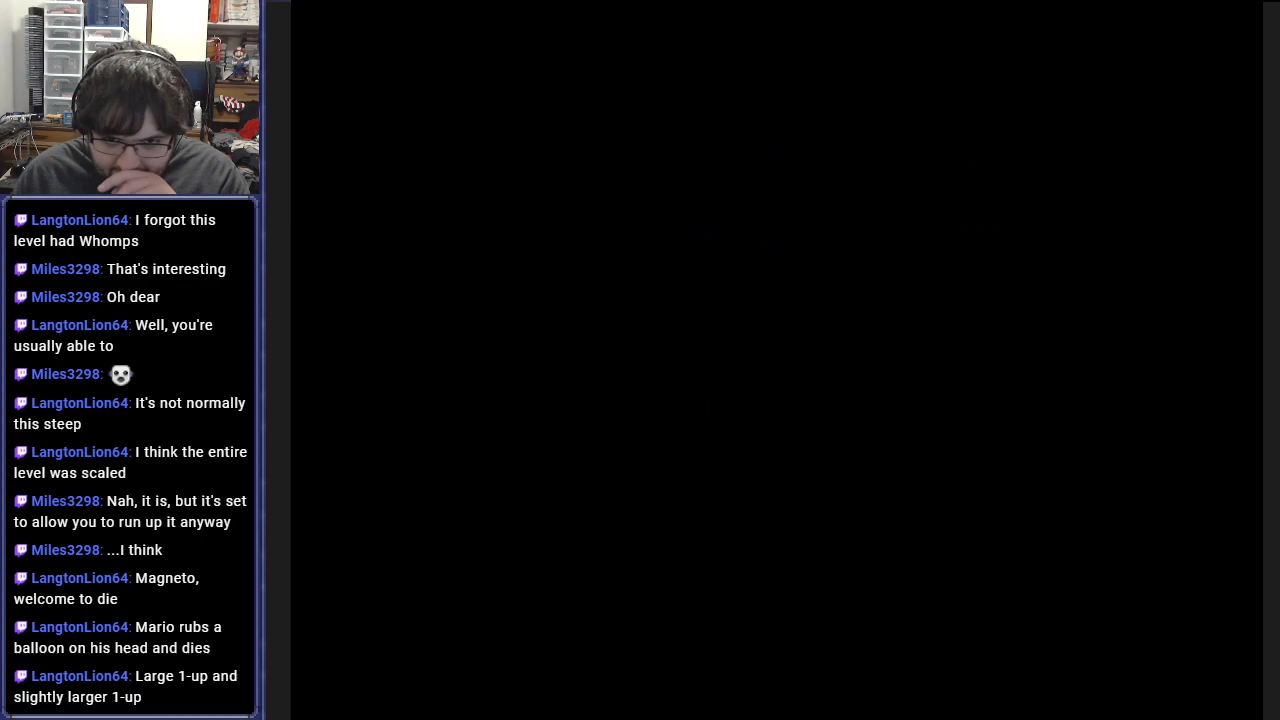 LangtonLion64: I forgot this
level had Whomps
Miles3298: That's interesting
Miles3298: Oh dear
LangtonLion64: Well, you're
usually able to
Miles3298:
LangtonLion64: It's not normally
this steep
LangtonLion64: I think the entire
level was scaled
Miles3298: Nah, it is, but it's set
to allow you to run up it anyway
Miles3298: ...I think
LangtonLion64: Magneto,
welcome to die
LangtonLion64: Mario rubs a
balloon on his head and dies
LangtonLion64: Large 1-up and
slightly larger 1-up